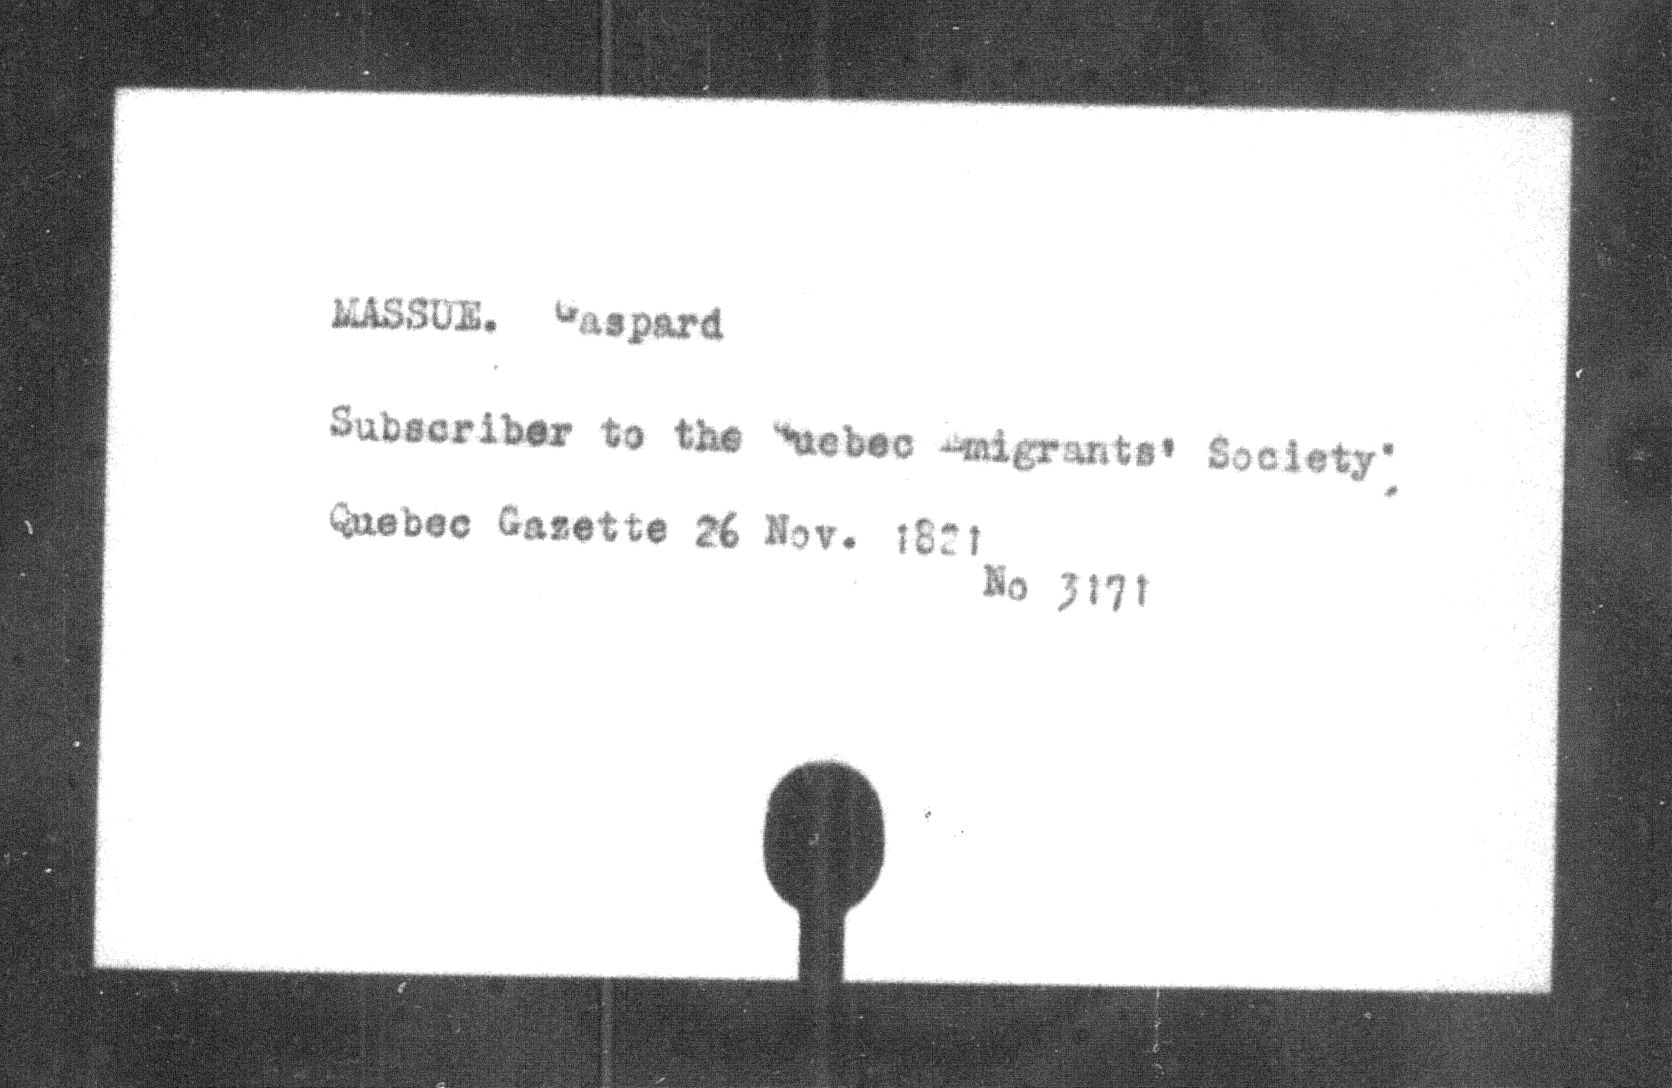 MASSUE. Gaspard
Subscriber to the Quebec Emigrants' Society;
Quebec Gazette 26 Nov. 1821
No 3171